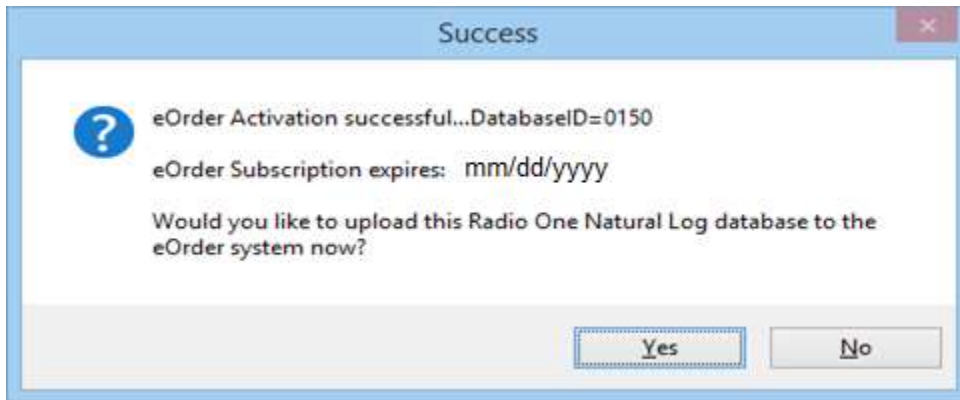 Success
eOrder Activation successful...DatabaseID=0150
eOrder Subscription expires: mm/dd/yyyy
Would you like to upload this Radio One Natural Log database to the
eOrder system now?
Yes No